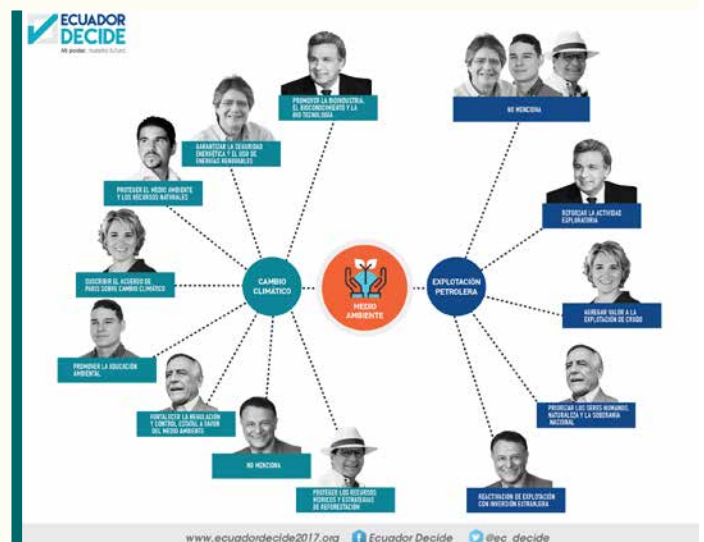 ECUADOR
DECIDE
Mi poder, nuestro futuro
PROMOVER LA BIOINDUSTRIA,
EL BIOCONOCIMIENTO Y LA
BIO TECNOLOGÍA
GARANTIZAR LA SEGURIDAD
ENERGÉTICA Y EL USO DE
ENERGÍAS RENOVABLES
PROTEGER EL MEDIO AMBIENTE
Y LOS RECURSOS NATURALES
SUSCRIBIR EL ACUERDO DE
PARIS SOBRE CAMBIO CLIMÁTICO
PROMOVER LA EDUCACIÓN
AMBIENTAL
FORTALECER LA REGULACIÓN
Y CONTROL ESTATAL A FAVOR
DEL MEDIO AMBIENTE
NO MENCIONA
PROTEGER LOS RECURSOS
HÍDRICOS Y ESTRATEGIAS
DE REFORESTACIÓN
CAMBIO
CLIMÁTICO
MEDIO
AMBIENTE
EXPLOTACIÓN
PETROLERA
NO MENCIONA
REFORZAR LA ACTIVIDAD
EXPLORATORIA
AGREGAR VALOR A LA
EXPLOTACIÓN DE CRUDO
PRIORIZAR LOS SERES HUMANOS,
NATURALEZA Y LA SOBERANÍA
NACIONAL
REACTIVACION DE EXPLOTACIÓN
CON INVERSIÓN EXTRANJERA
www.ecuadordecide2017.org Ecuador Decide @ec_decide